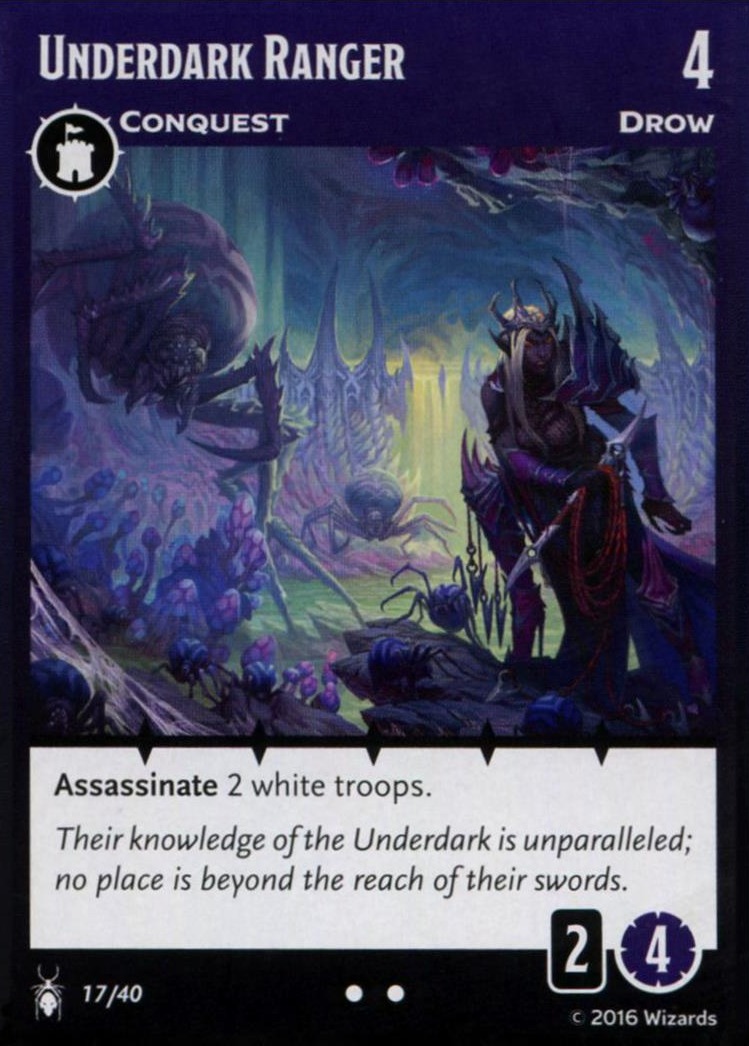 Underdark Ranger 4
Conquest Drow
Assassinate 2 white troops.
Their knowledge of the Underdark is unparalleled;
no place is beyond the reach of their swords.
2 4
17/40
© 2016 Wizards